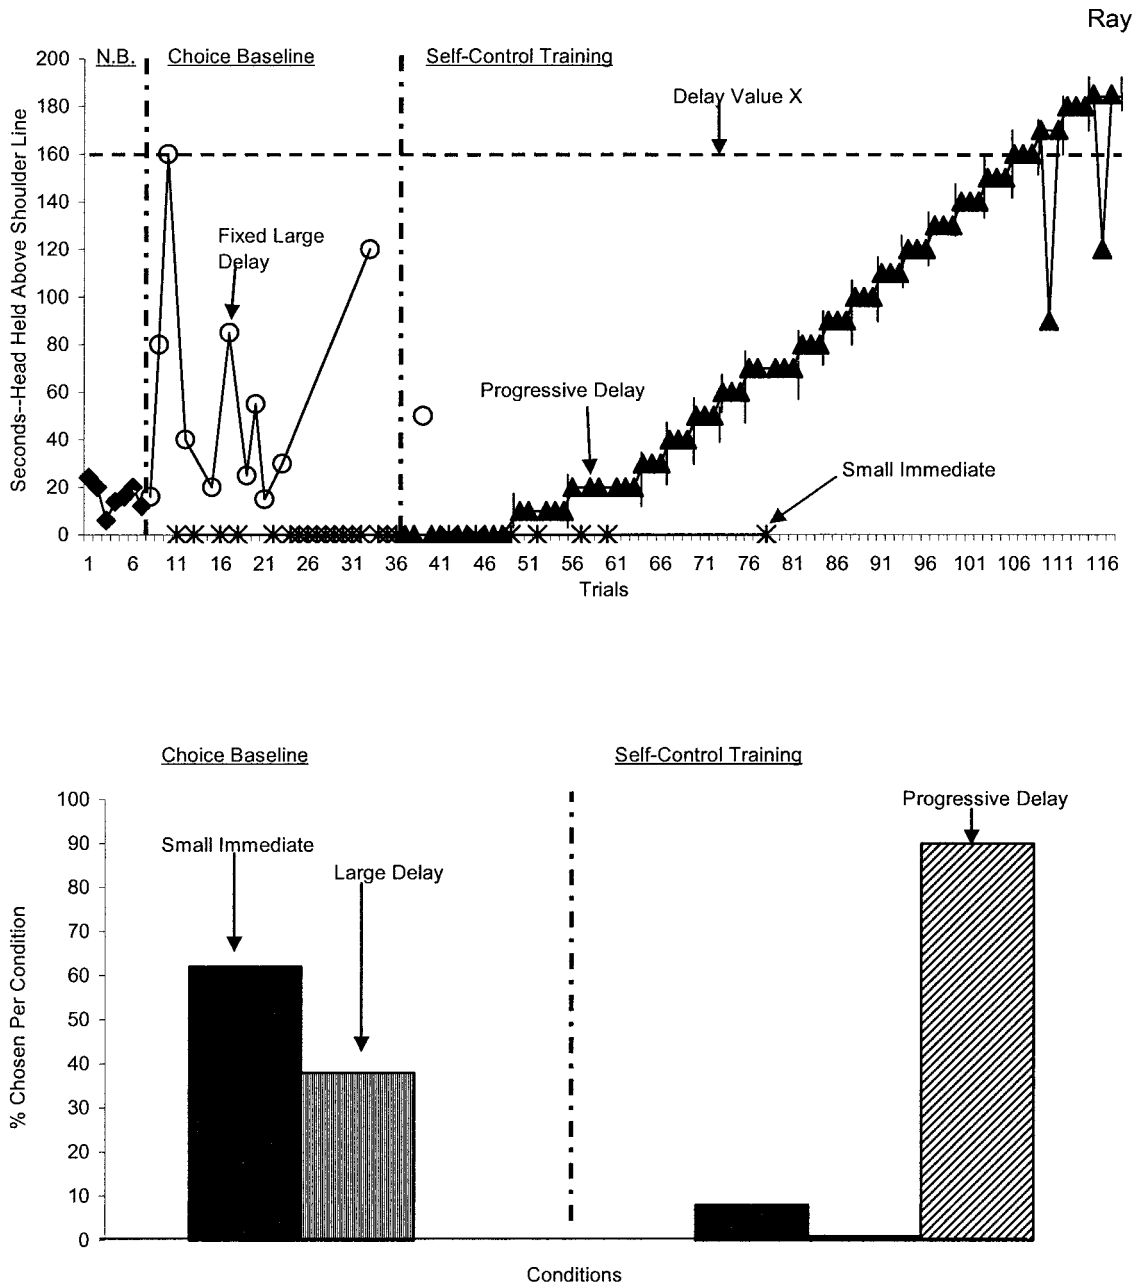 Ray
N.B. Choice Baseline Self-Control Training
Seconds--Head Held Above Shoulder Line
200
180
160
140
120
100
80
60
40
20
0
Delay Value X
Fixed Large
Delay
Progressive Delay
Small Immediate
1 6 11 16 21 26 31 36 41 46 51 56 61 66 71 76 81 86 91 96 101 106 111 116
Trials
Choice Baseline Self-Control Training
% Chosen Per Condition
100
90
80
70
60
50
40
30
20
10
0
Progressive Delay
Small Immediate
Large Delay
Conditions